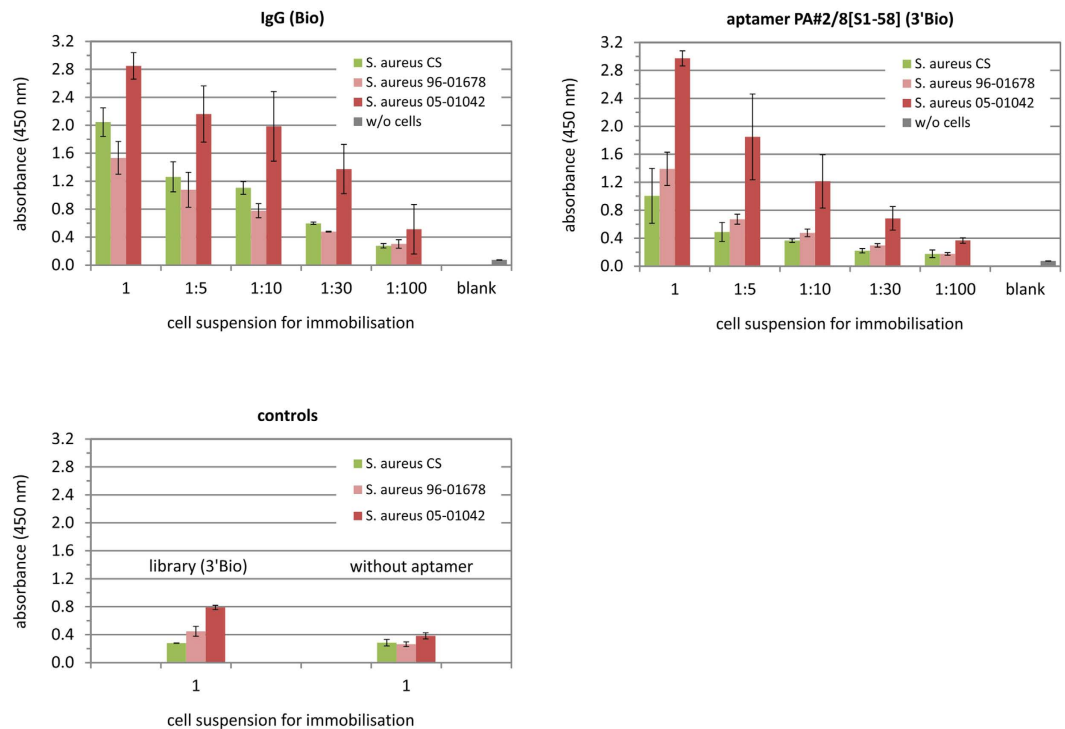 IgG (Bio)
absorbance (450 nm)
3.2
2.8
2.4
2.0
1.6
1.2
0.8
0.4
0.0
S. aureus CS
S. aureus 96-01678
S. aureus 05-01042
w/o cells
1 1:5 1:10 1:30 1:100 blank
cell suspension for immobilisation
aptamer PA#2/8[S1-58] (3'Bio)
absorbance (450 nm)
3.2
2.8
2.4
2.0
1.6
1.2
0.8
0.4
0.0
S. aureus CS
S. aureus 96-01678
S. aureus 05-01042
w/o cells
1 1:5 1:10 1:30 1:100 blank
cell suspension for immobilisation
controls
absorbance (450 nm)
3.2
2.8
2.4
2.0
1.6
1.2
0.8
0.4
0.0
S. aureus CS
S. aureus 96-01678
S. aureus 05-01042
library (3'Bio) without aptamer
1 1
cell suspension for immobilisation